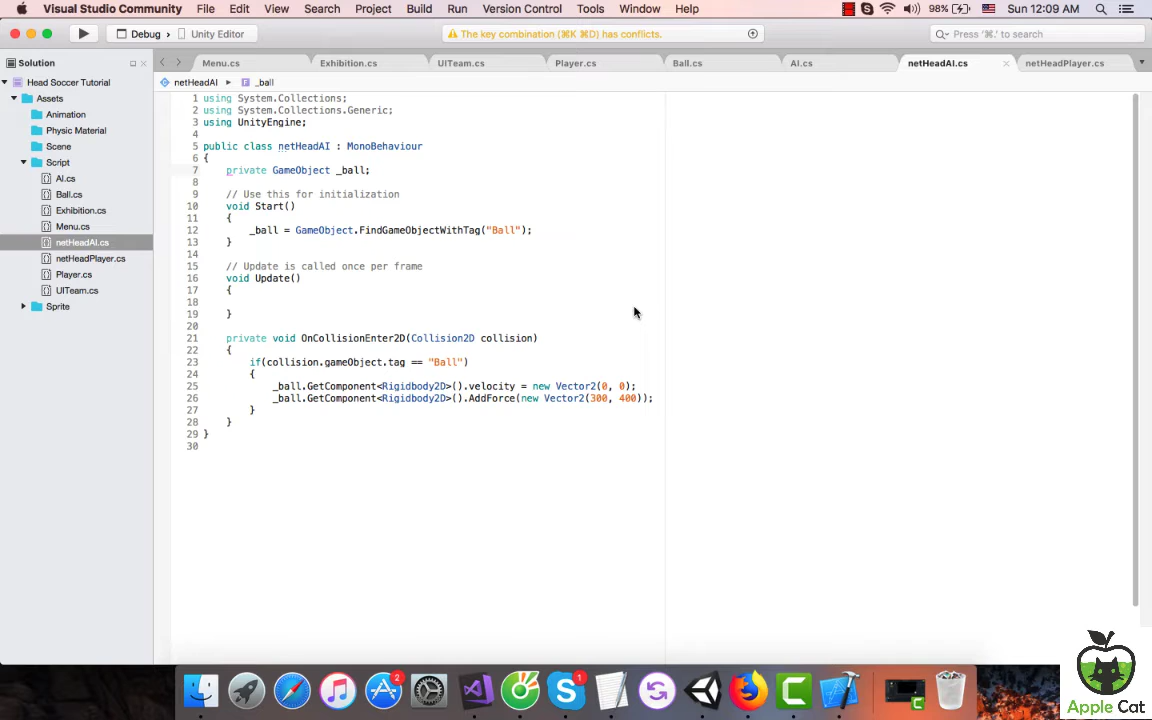 Visual Studio Community File Edit View Search Project Build Run Version Control Tools Window Help 98% Sun 12:09 AM
Debug › Unity Editor The key combination (⌘K ⌘D) has conflicts. Press '⌘.' to search
Solution Menu.cs Exhibition.cs UITeam.cs Player.cs Ball.cs AI.cs netHeadAI.cs netHeadPlayer.cs
netHeadAI _ball
Head Soccer Tutorial
Assets
Animation
Physic Material
Scene
Script
AI.cs
Ball.cs
Exhibition.cs
Menu.cs
netHeadAI.cs
netHeadPlayer.cs
Player.cs
UITeam.cs
Sprite
1 using System.Collections;
2 using System.Collections.Generic;
3 using UnityEngine;
4
5 public class netHeadAI : MonoBehaviour
6 {
7 private GameObject _ball;
8
9 // Use this for initialization
10 void Start()
11 {
12 _ball = GameObject.FindGameObjectWithTag("Ball");
13 }
14
15 // Update is called once per frame
16 void Update()
17 {
18
19 }
20
21 private void OnCollisionEnter2D(Collision2D collision)
22 {
23 if(collision.gameObject.tag == "Ball")
24 {
25 _ball.GetComponent<Rigidbody2D>().velocity = new Vector2(0, 0);
26 _ball.GetComponent<Rigidbody2D>().AddForce(new Vector2(300, 400));
27 }
28 }
29 }
30
2
1
Apple Cat